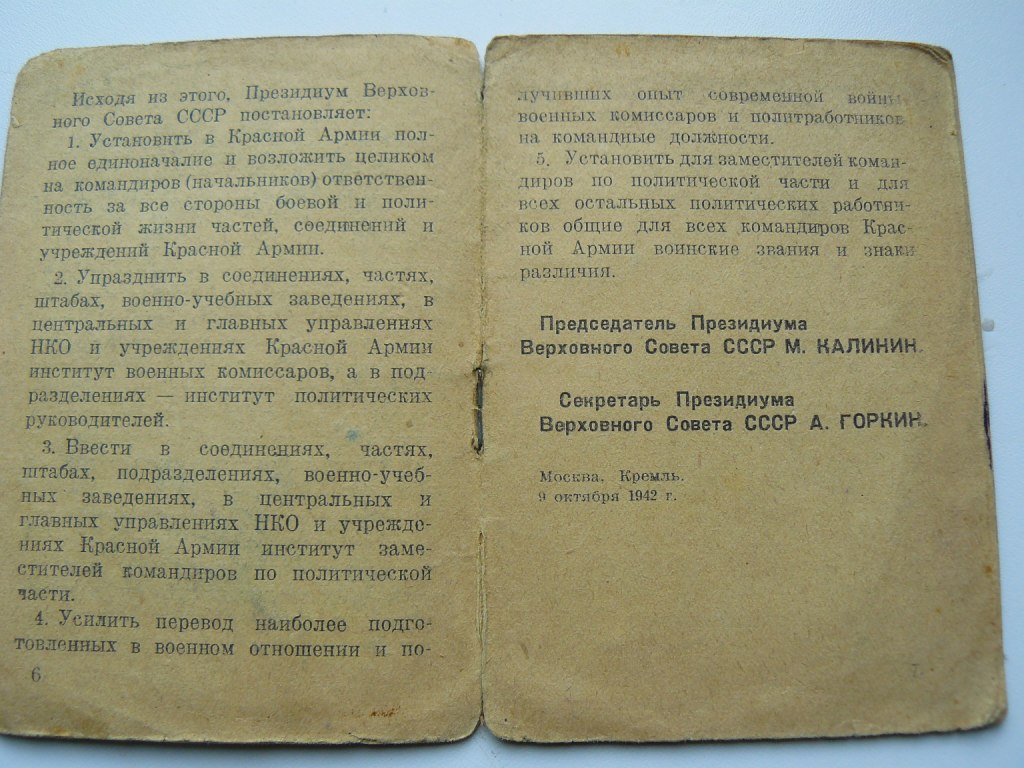 Исходя из этого, Президиум Верхов-
ного Совета СССР постановляет:
1. Установить в Красной Армии пол-
ное единоначалие и возложить целиком
на командиров (начальников) ответствен-
ность за все стороны боевой и поли-
тической жизни частей, соединений и
учреждений Красной Армии.
2. Упразднить в соединениях, частях,
штабах, военно-учебных заведениях, в
центральных и главных управлениях
НКО и учреждениях Красной Армии
институт военных комиссаров, а в под-
разделениях — институт политических
руководителей.
3. Ввести в соединениях, частях,
штабах, подразделениях, военно-учеб-
ных заведениях, в центральных и
главных управлениях НКО и учрежде-
ниях Красной Армии институт заме-
стителей командиров по политической
части.
4. Усилить перевод наиболее подго-
товленных в военном отношении и по-
6
лучивших опыт современной войны
военных комиссаров и политработников
на командные должности.
5. Установить для заместителей коман-
диров по политической части и для
всех остальных политических работни-
ков общие для всех командиров Крас-
ной Армии воинские звания и знаки
различия.
Председатель Президиума
Верховного Совета СССР М. КАЛИНИН.
Секретарь Президиума
Верховного Совета СССР А. ГОРКИН.
Москва, Кремль.
9 октября 1942 г.
7